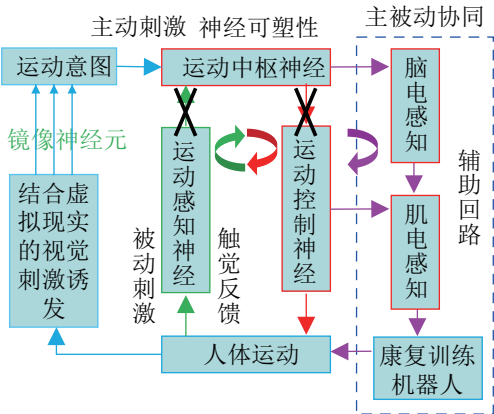 主动刺激 神经可塑性
主被动协同
运动意图
运动中枢神经
脑电感知
镜像神经元
运动感知神经
运动控制神经
辅助回路
结合虚
拟现实
的视觉
刺激诱
发
被动刺激
触觉反馈
肌电感知
人体运动
康复训练
机器人